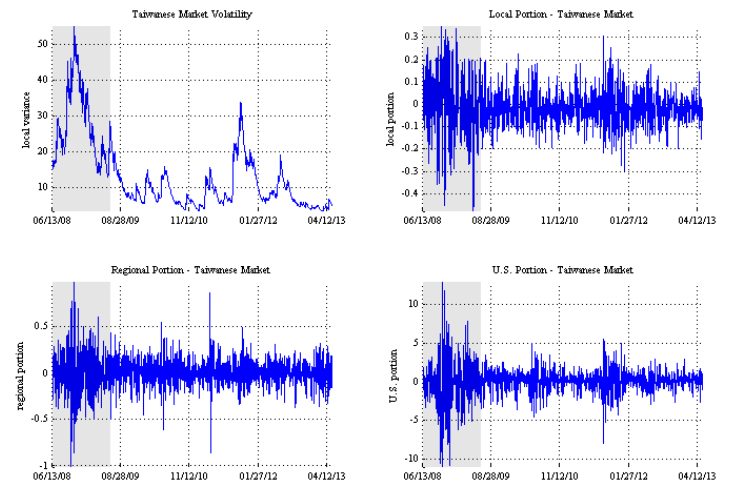 Taiwanese Market Volatility
local variance
50
40
30
20
10
06/13/08 08/28/09 11/12/10 01/27/12 04/12/13
Local Portion - Taiwanese Market
local portion
0.3
0.2
0.1
0
-0.1
-0.2
-0.3
-0.4
06/13/08 08/28/09 11/12/10 01/27/12 04/12/13
Regional Portion - Taiwanese Market
regional portion
0.5
0
-0.5
-1
06/13/08 08/28/09 11/12/10 01/27/12 04/12/13
U.S. Portion - Taiwanese Market
U.S. portion
10
5
0
-5
-10
06/13/08 08/28/09 11/12/10 01/27/12 04/12/13